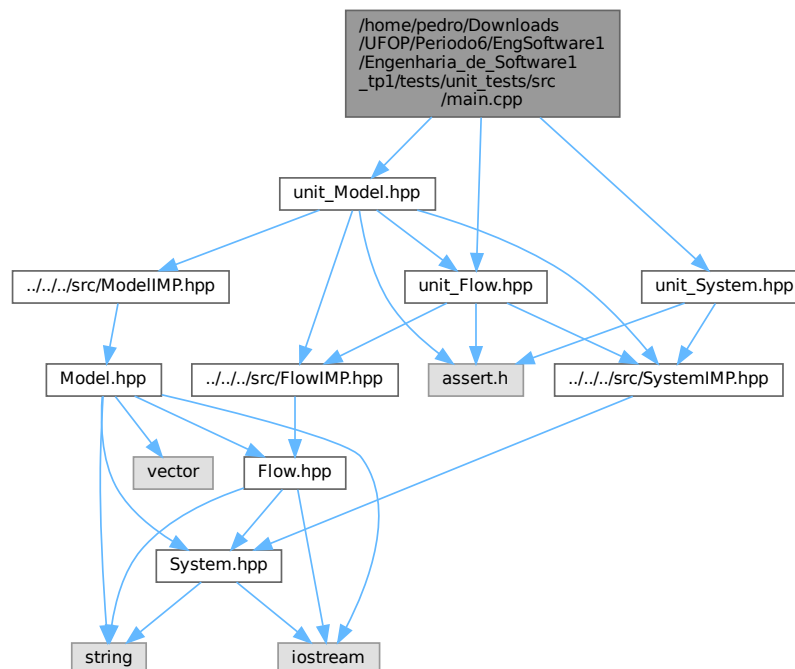 /home/pedro/Downloads
/UFOP/Periodo6/EngSoftware1
/Engenharia_de_Software1
_tp1/tests/unit_tests/src
/main.cpp
unit_Model.hpp
../../../src/ModelIMP.hpp
unit_Flow.hpp
unit_System.hpp
Model.hpp
../../../src/FlowIMP.hpp
assert.h
../../../src/SystemIMP.hpp
vector
Flow.hpp
System.hpp
string
iostream